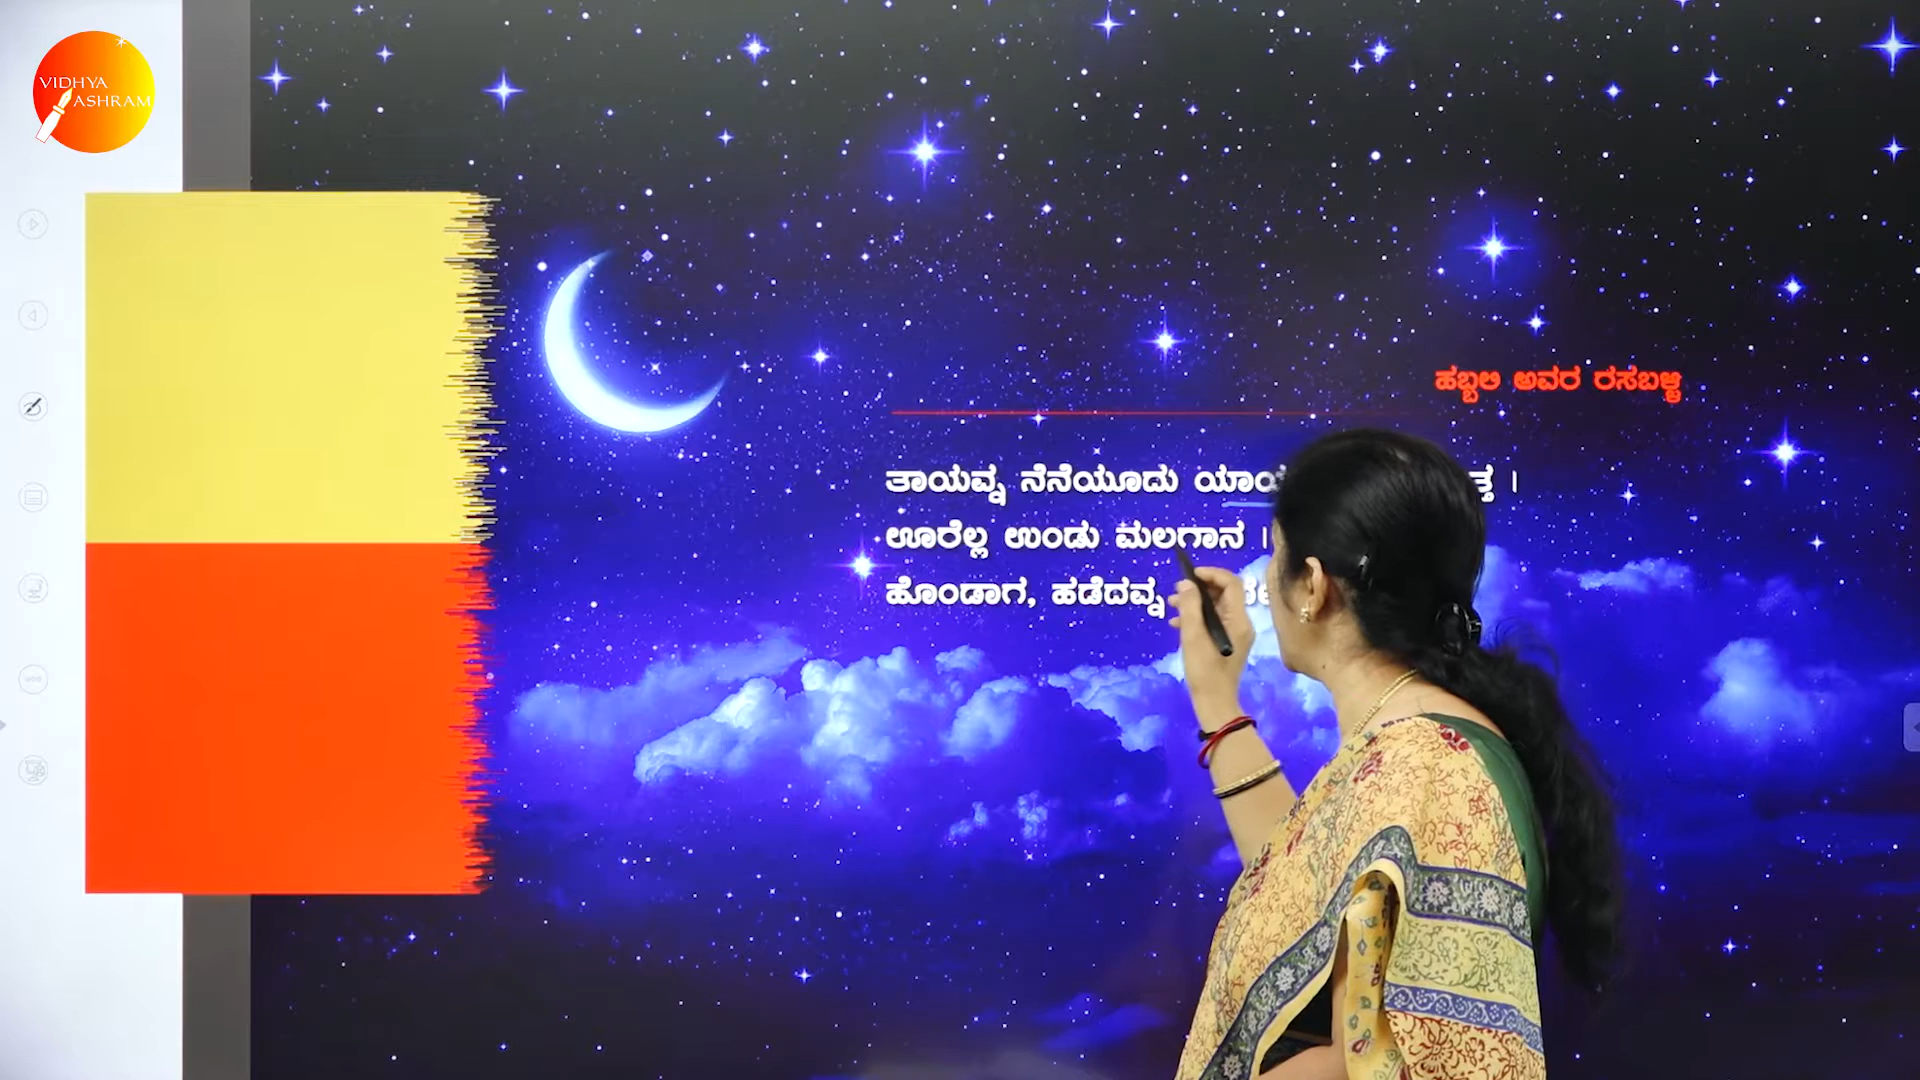 VIDHYA
ASHRAM
ಹಬ್ಬಲಿ ಅವರ ರಸಬಳ್ಳಿ
ತಾಯವ್ನ ನೆನೆಯೂದು ಯಾವ ।
ಊರೆಲ್ಲ ಉಂಡು ಮಲಗಾನ ।
ಹೊಂಡಾಗ, ಹಡೆದವ್ನ